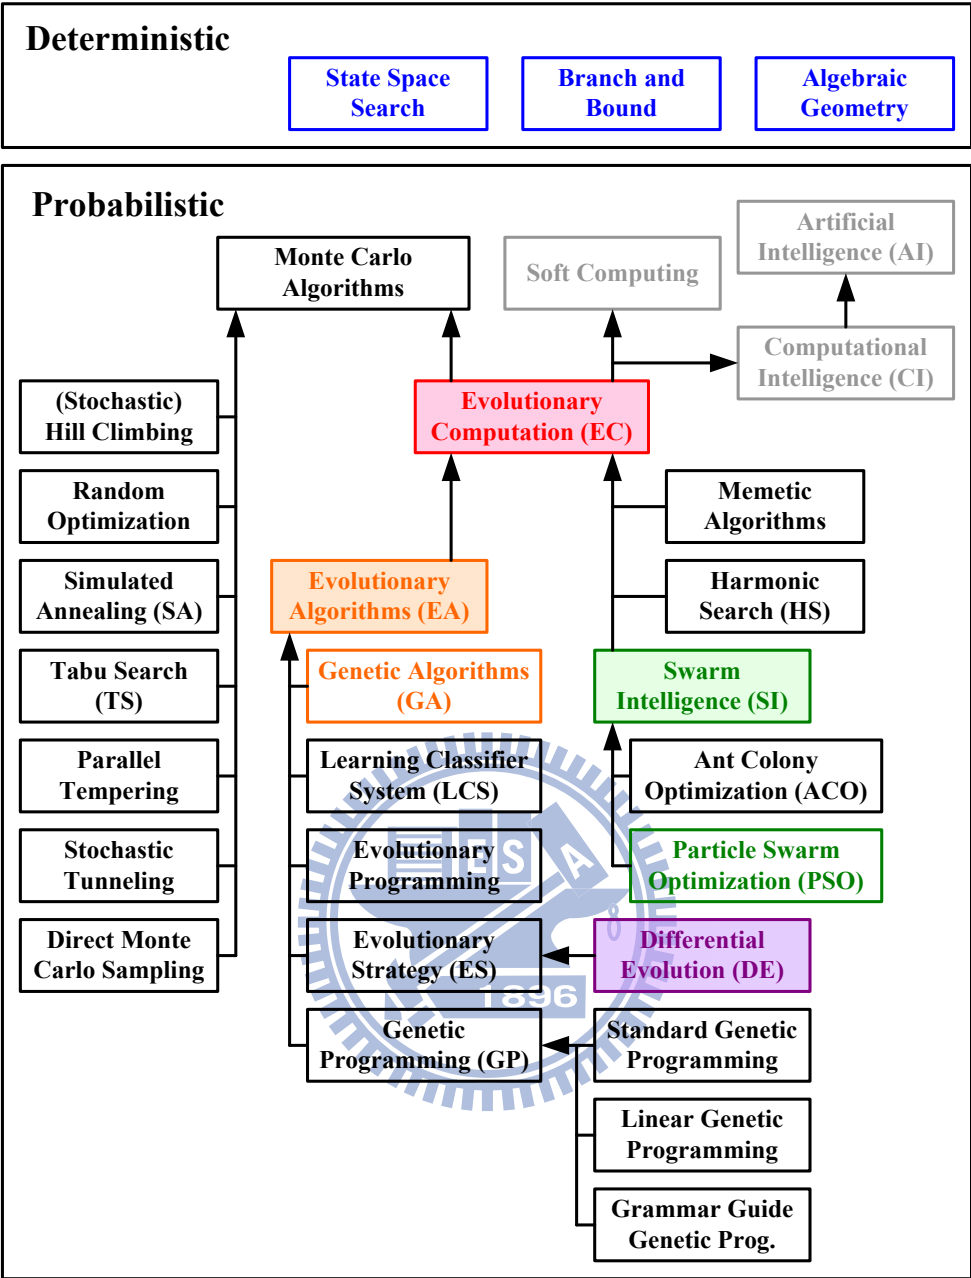 Deterministic
State Space
Search
Branch and
Bound
Algebraic
Geometry
Probabilistic
Monte Carlo
Algorithms
Soft Computing
Artificial
Intelligence (AI)
Computational
Intelligence (CI)
(Stochastic)
Hill Climbing
Evolutionary
Computation (EC)
Random
Optimization
Memetic
Algorithms
Simulated
Annealing (SA)
Evolutionary
Algorithms (EA)
Harmonic
Search (HS)
Tabu Search
(TS)
Genetic Algorithms
(GA)
Swarm
Intelligence (SI)
Parallel
Tempering
Learning Classifier
System (LCS)
Ant Colony
Optimization (ACO)
Stochastic
Tunneling
Evolutionary
Programming
Particle Swarm
Optimization (PSO)
Direct Monte
Carlo Sampling
Evolutionary
Strategy (ES)
Differential
Evolution (DE)
Genetic
Programming (GP)
Standard Genetic
Programming
Linear Genetic
Programming
Grammar Guide
Genetic Prog.
E S A
1896